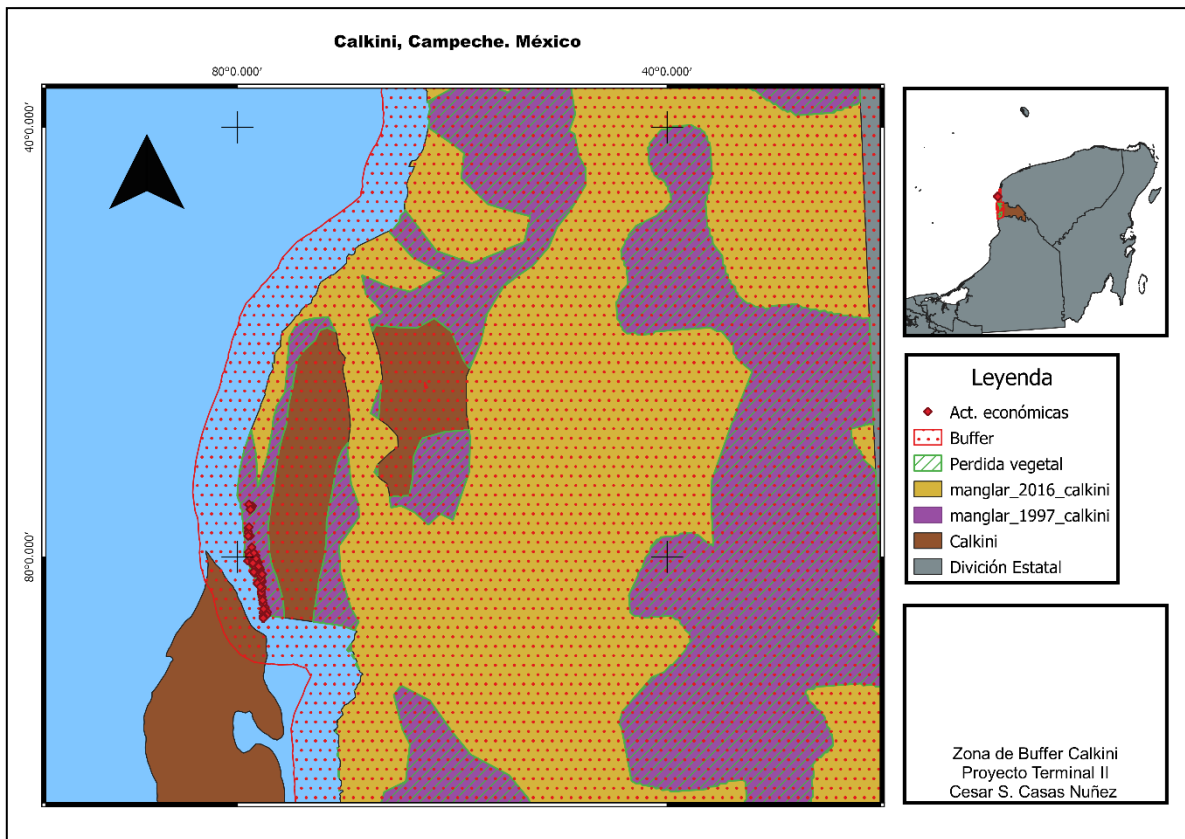 Calkini, Campeche. México
80°0.000′
40°0.000′
40°0.000′
80°0.000′
Leyenda
Act. económicas
Buffer
Perdida vegetal
manglar_2016_calkini
manglar_1997_calkini
Calkini
Divición Estatal
Zona de Buffer Calkini
Proyecto Terminal II
Cesar S. Casas Nuñez